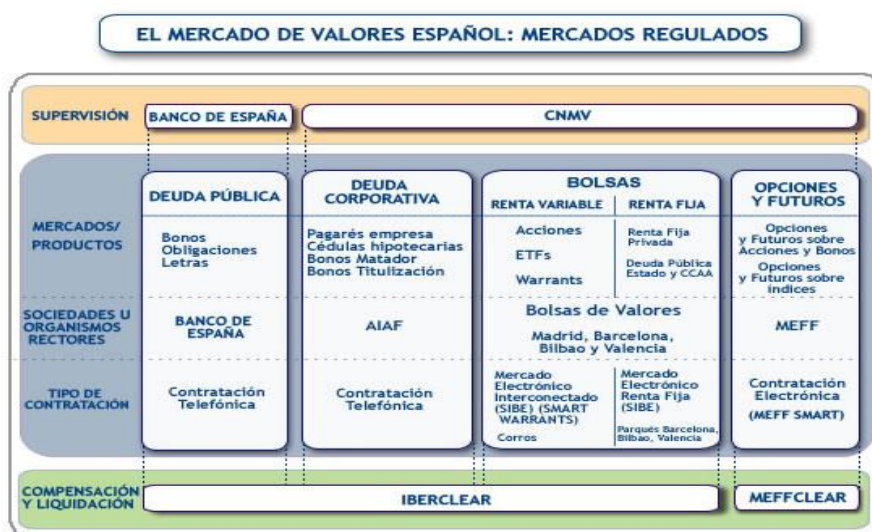 EL MERCADO DE VALORES ESPAÑOL: MERCADOS REGULADOS
SUPERVISIÓN
BANCO DE ESPAÑA
CNMV
MERCADOS/
PRODUCTOS
DEUDA PÚBLICA
Bonos
Obligaciones
Letras
DEUDA
CORPORATIVA
Pagarés empresa
Cédulas hipotecarias
Bonos Matador
Bonos Titulización
BOLSAS
RENTA VARIABLE
Acciones
ETFs
Warrants
RENTA FIJA
Renta Fija
Privada
Deuda Pública
Estado y CCAA
OPCIONES
Y FUTUROS
Opciones
y Futuros sobre
Acciones y Bonos
Opciones
y Futuros sobre
índices
SOCIEDADES U
ORGANISMOS
RECTORES
BANCO DE
ESPAÑA
AIAF
Bolsas de Valores
Madrid, Barcelona,
Bilbao y Valencia
MEFF
TIPO DE
CONTRATACIÓN
Contratación
Telefónica
Contratación
Telefónica
Mercado
Electrónico
Interconectado
(SIBE) (SMART
WARRANTS)
Corros
Mercado
Electrónico
Renta Fija
(SIBE)
Parqués Barcelona,
Bilbao, Valencia
Contratación
Electrónica
(MEFF SMART)
COMPENSACIÓN
Y LIQUIDACIÓN
IBERCLEAR
MEFFCLEAR